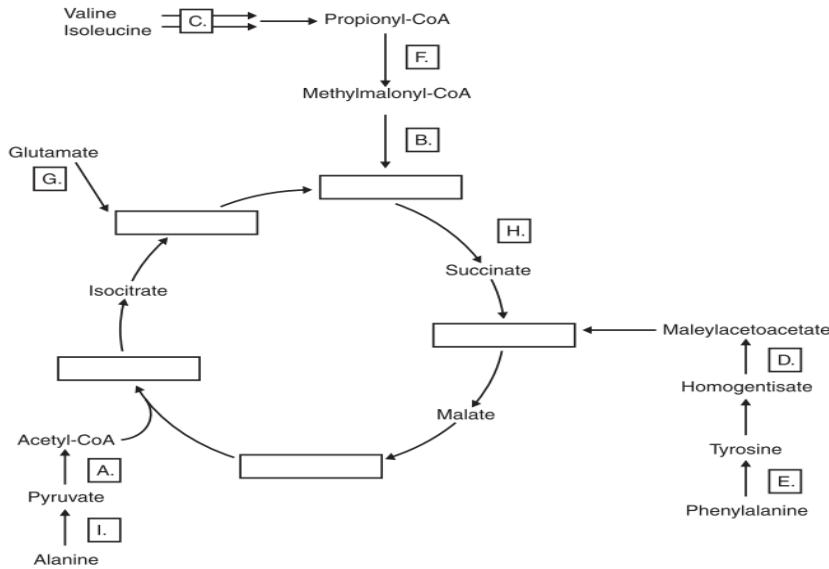 Valine
Isoleucine
C.
Propionyl-CoA
F.
Methylmalonyl-CoA
B.
Glutamate
G.
H.
Succinate
Isocitrate
Maleylacetoacetate
D.
Homogentisate
Malate
Acetyl-CoA
Tyrosine
A.
E.
Pyruvate
Phenylalanine
I.
Alanine